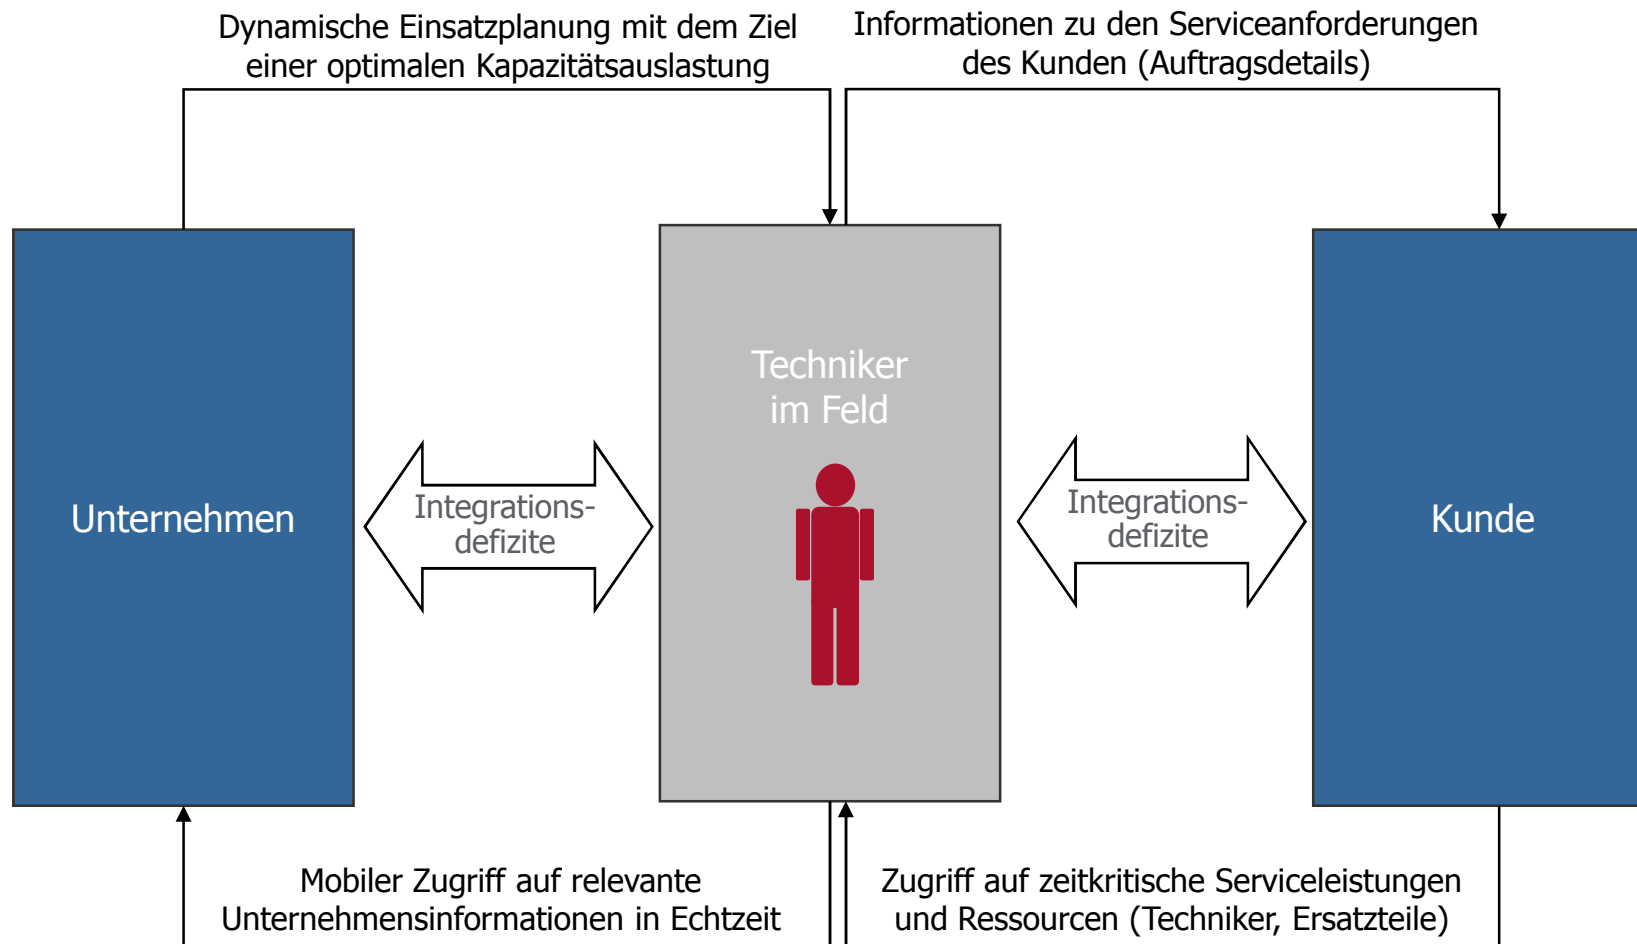 Dynamische Einsatzplanung mit dem Ziel
einer optimalen Kapazitätsauslastung
Informationen zu den Serviceanforderungen
des Kunden (Auftragsdetails)
Unternehmen
Integrations-
defizite
Techniker
im Feld
Integrations-
defizite
Kunde
Mobiler Zugriff auf relevante
Unternehmensinformationen in Echtzeit
Zugriff auf zeitkritische Serviceleistungen
und Ressourcen (Techniker, Ersatzteile)